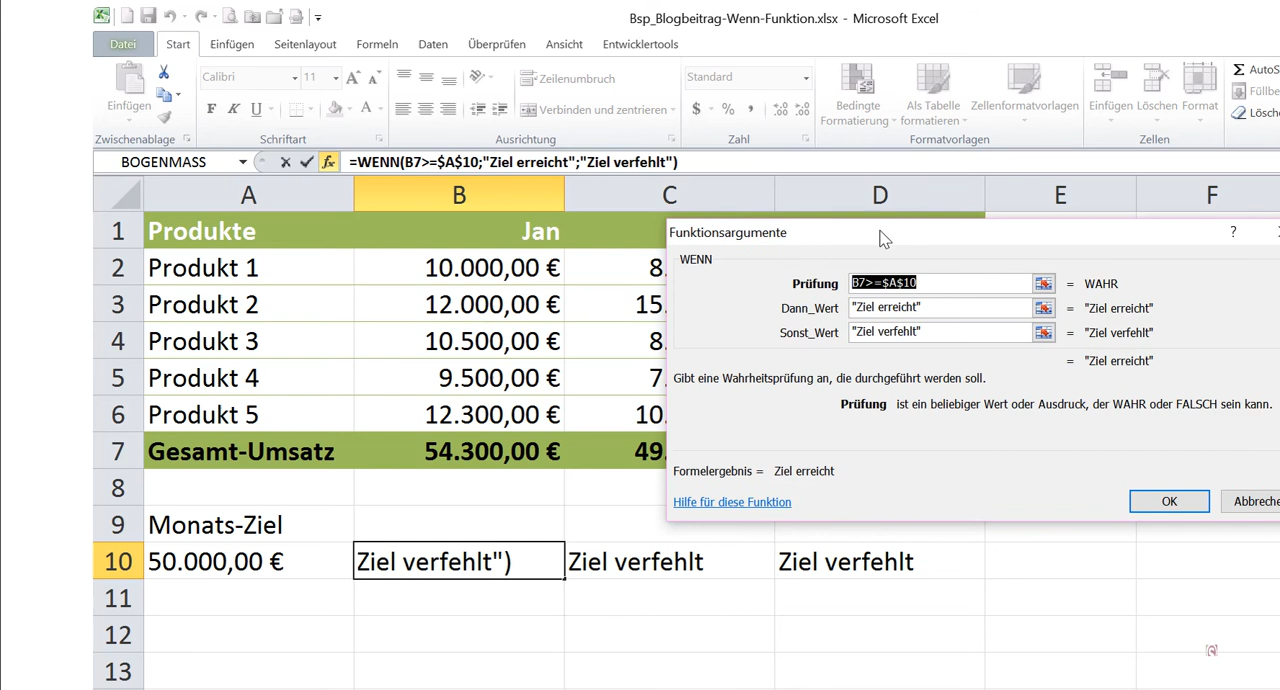 Bsp_Blogbeitrag-Wenn-Funktion.xlsx - Microsoft Excel
Datei Start Einfügen Seitenlayout Formeln Daten Überprüfen Ansicht Entwicklertools
Calibri 11 Zeilenumbruch Standard AutoS
Einfügen F K U A Verbinden und zentrieren $ % Bedingte Formatierung Als Tabelle formatieren Zellenformatvorlagen Einfügen Löschen Format Füllbe
Lösche
Zwischenablage Schriftart Ausrichtung Zahl Formatvorlagen Zellen
BOGENMASS fx =WENN(B7>=$A$10;"Ziel erreicht";"Ziel verfehlt")
A B C D E F
1 Produkte Jan
2 Produkt 1 10.000,00 € 8.
3 Produkt 2 12.000,00 € 15.
4 Produkt 3 10.500,00 € 8.
5 Produkt 4 9.500,00 € 7.
6 Produkt 5 12.300,00 € 10.
7 Gesamt-Umsatz 54.300,00 € 49.
8
9 Monats-Ziel
10 50.000,00 € Ziel verfehlt") Ziel verfehlt Ziel verfehlt
11
12
13
Funktionsargumente ?
WENN
Prüfung B7>=$A$10 = WAHR
Dann_Wert "Ziel erreicht" = "Ziel erreicht"
Sonst_Wert "Ziel verfehlt" = "Ziel verfehlt"
= "Ziel erreicht"
Gibt eine Wahrheitsprüfung an, die durchgeführt werden soll.
Prüfung ist ein beliebiger Wert oder Ausdruck, der WAHR oder FALSCH sein kann.
Formelergebnis = Ziel erreicht
Hilfe für diese Funktion OK Abbreche